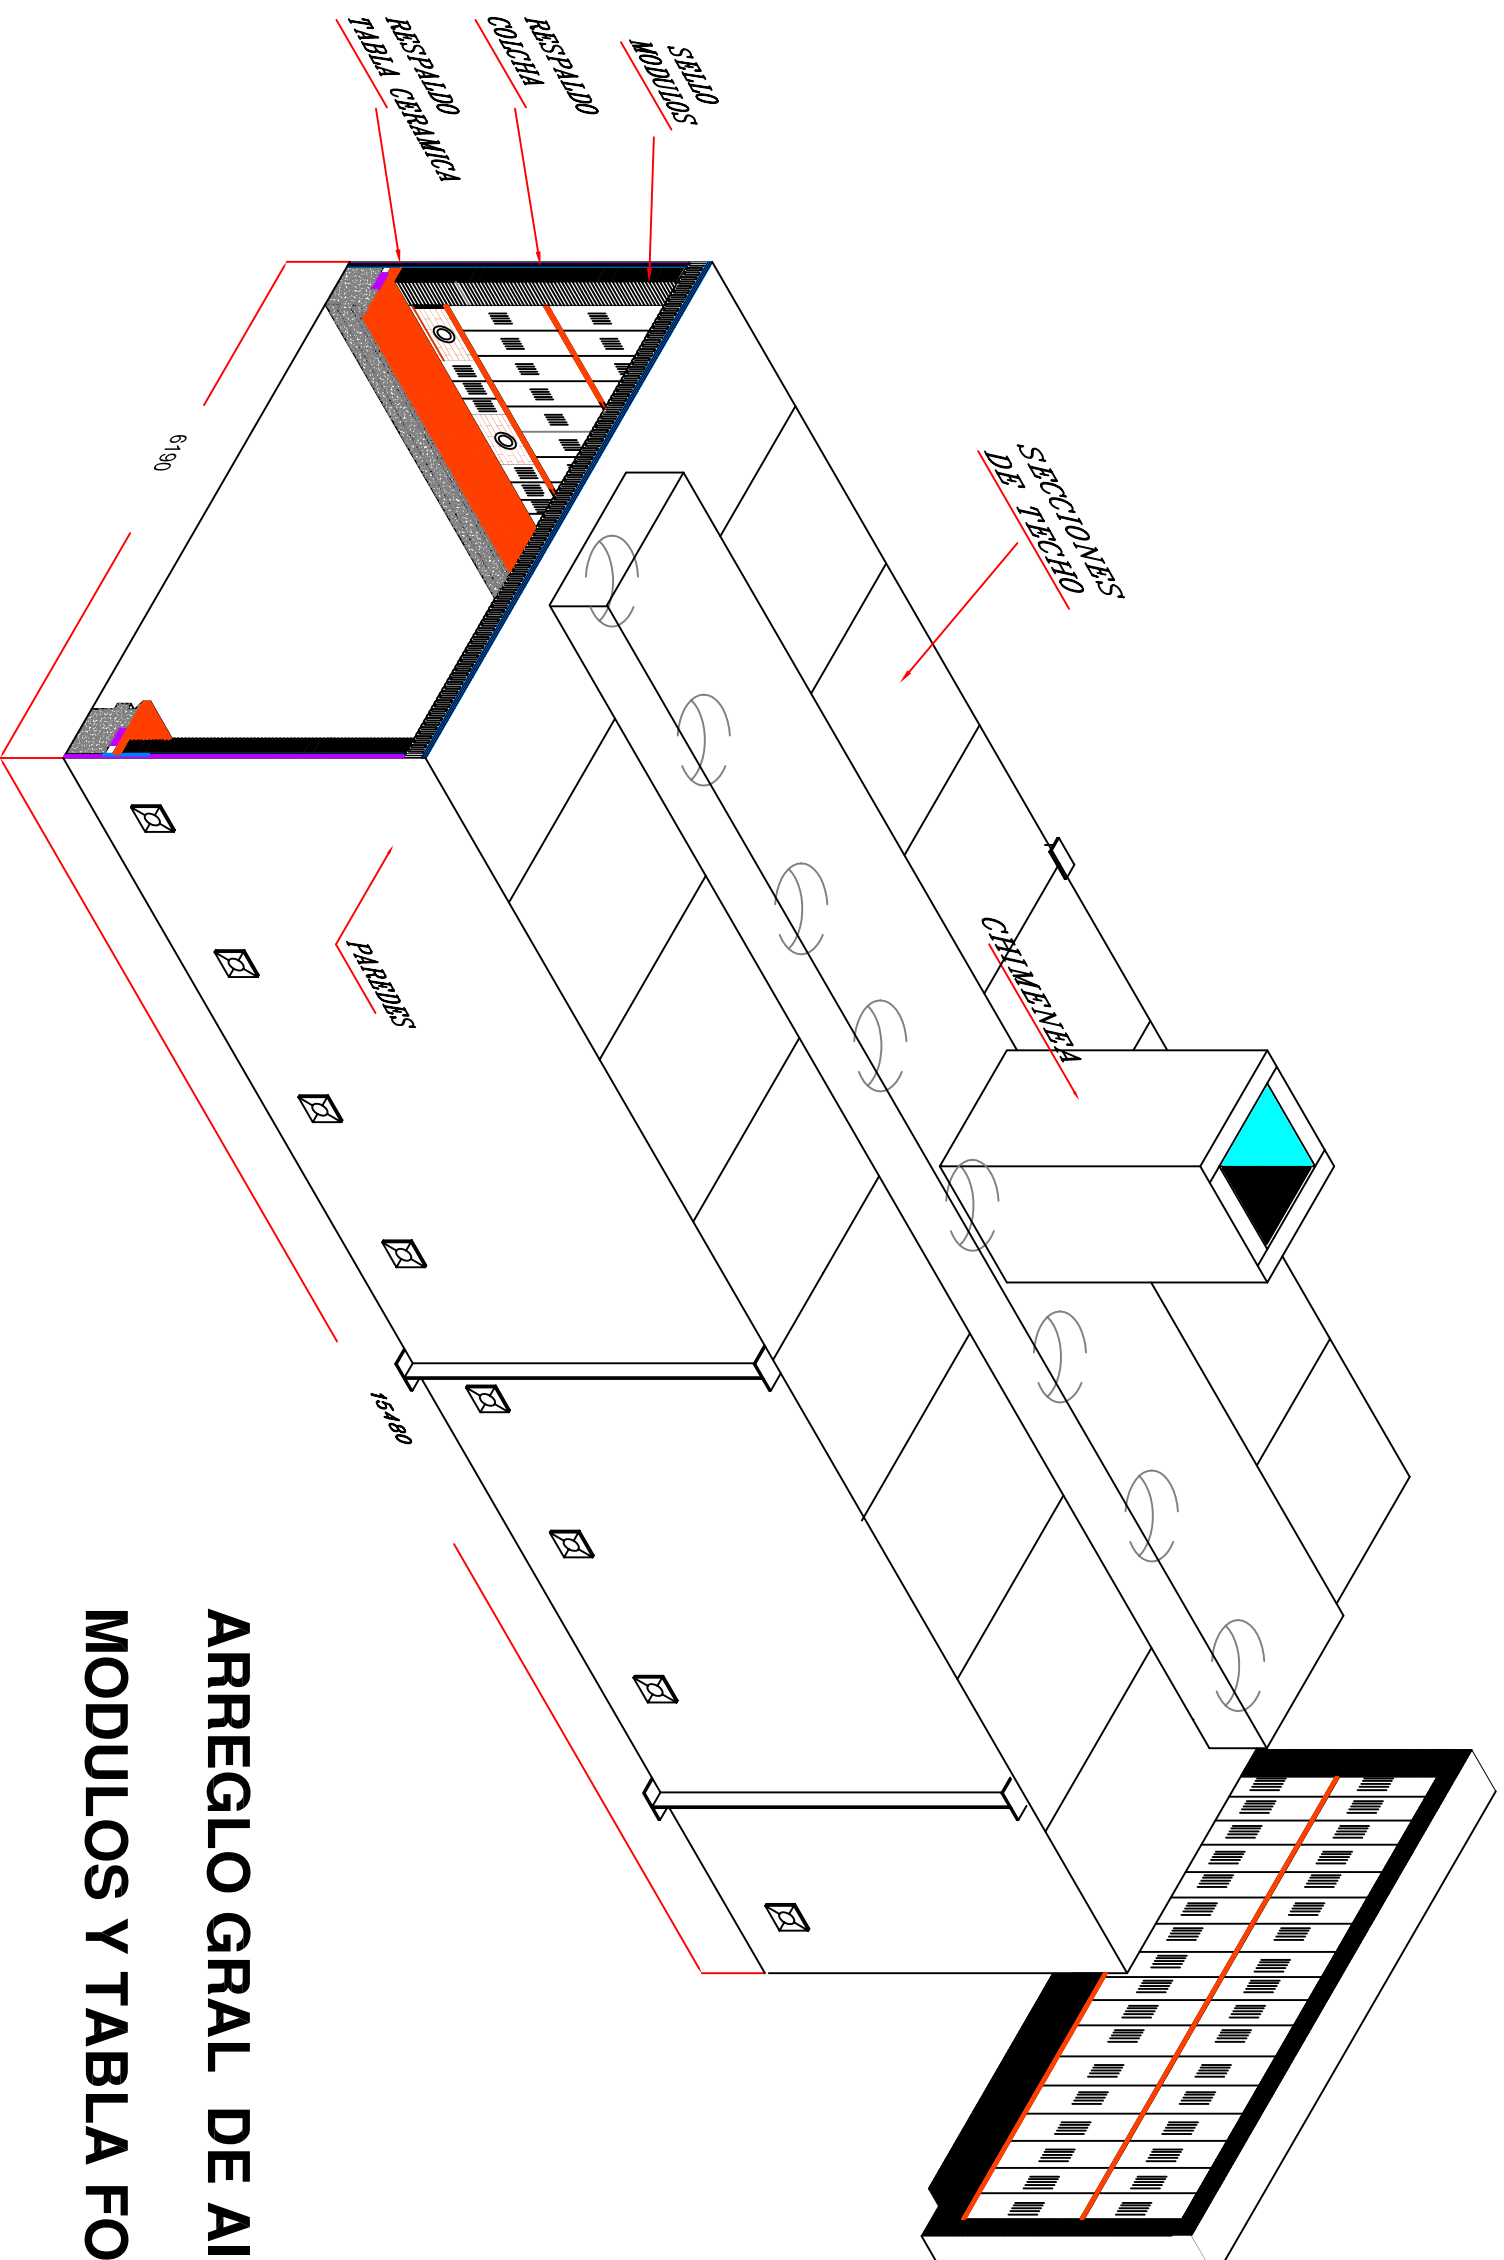 SECCIONES
DE TECHO
CHIMENEA
SELLO
MODULOS
RESPALDO
COLCHA
RESPALDO
TABLA CERAMICA
PAREDES
15480
6190
ARREGLO GRAL DE AI
MODULOS Y TABLA FO